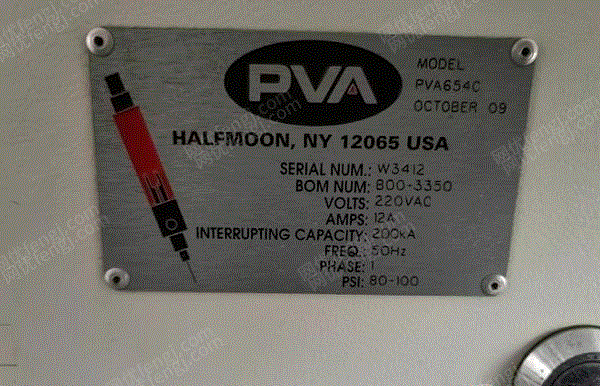 PVA
MODEL
PVA654C
OCTOBER 09
HALFMOON, NY 12065 USA
SERIAL NUM.: W3412
BOM NUM: 800-3350
VOLTS: 220VAC
AMPS: 12A
INTERRUPTING CAPACITY: 200kA
FREQ.: 50Hz
PHASE: 1
PSI: 80-100